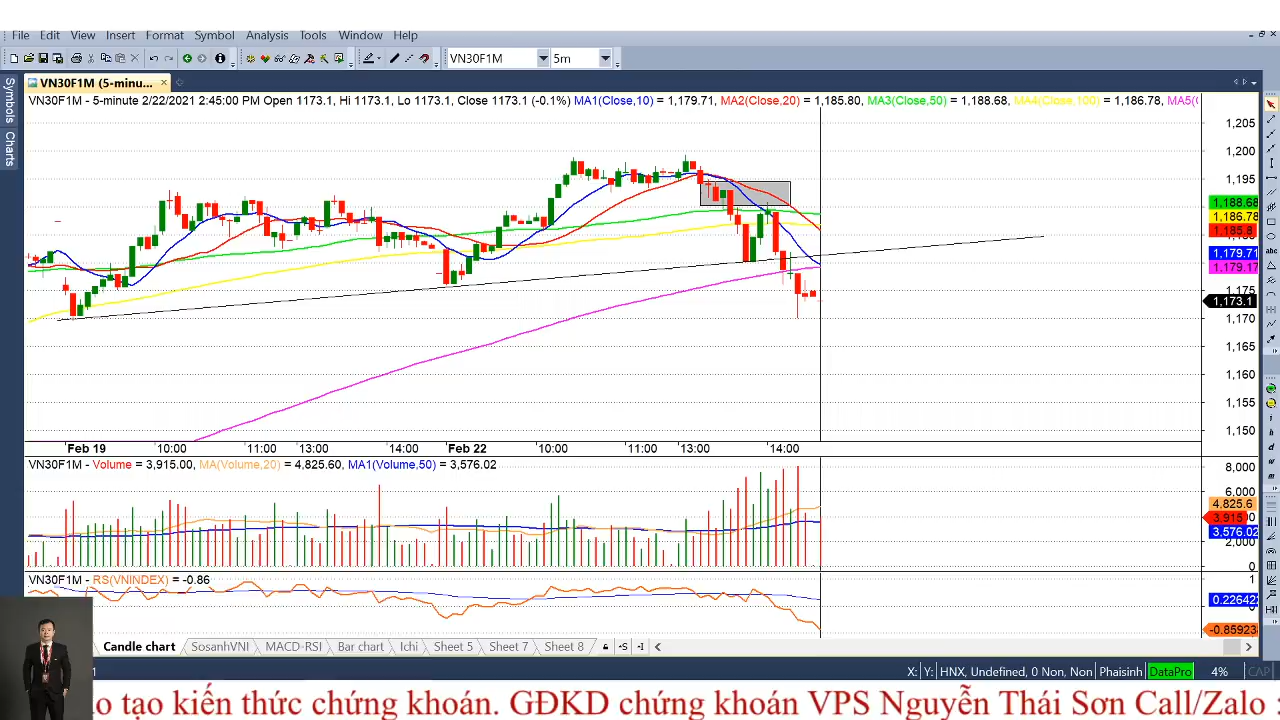 File Edit View Insert Format Symbol Analysis Tools Window Help
VN30F1M 5m
Symbols
Charts
VN30F1M (5-minu...
VN30F1M - 5-minute 2/22/2021 2:45:00 PM Open 1173.1, Hi 1173.1, Lo 1173.1, Close 1173.1 (-0.1%) MA1(Close,10) = 1,179.71, MA2(Close,20) = 1,185.80, MA3(Close,50) = 1,188.68, MA4(Close,100) = 1,186.78, MA5(
1,205
1,200
1,195
1,188.68
1,186.78
1,185.8
1,179.71
1,179.17
1,175
1,173.1
1,170
1,165
1,160
1,155
1,150
Feb 19 10:00 11:00 13:00 14:00 Feb 22 10:00 11:00 13:00 14:00
VN30F1M - Volume = 3,915.00, MA(Volume,20) = 4,825.60, MA1(Volume,50) = 3,576.02
8,000
6,000
4,825.6
3,915
3,576.02
2,000
0
VN30F1M - RS(VNINDEX) = -0.86
1
0.22642
-0.85923
Candle chart SosanhVNI MACD-RSI Bar chart Ichi Sheet 5 Sheet 7 Sheet 8
X: Y: HNX, Undefined, 0 Non, Non Phaisinh DataPro 4% CAP
ạo tạo kiến thức chứng khoán. GĐKD chứng khoán VPS Nguyễn Thái Sơn Call/Zalo